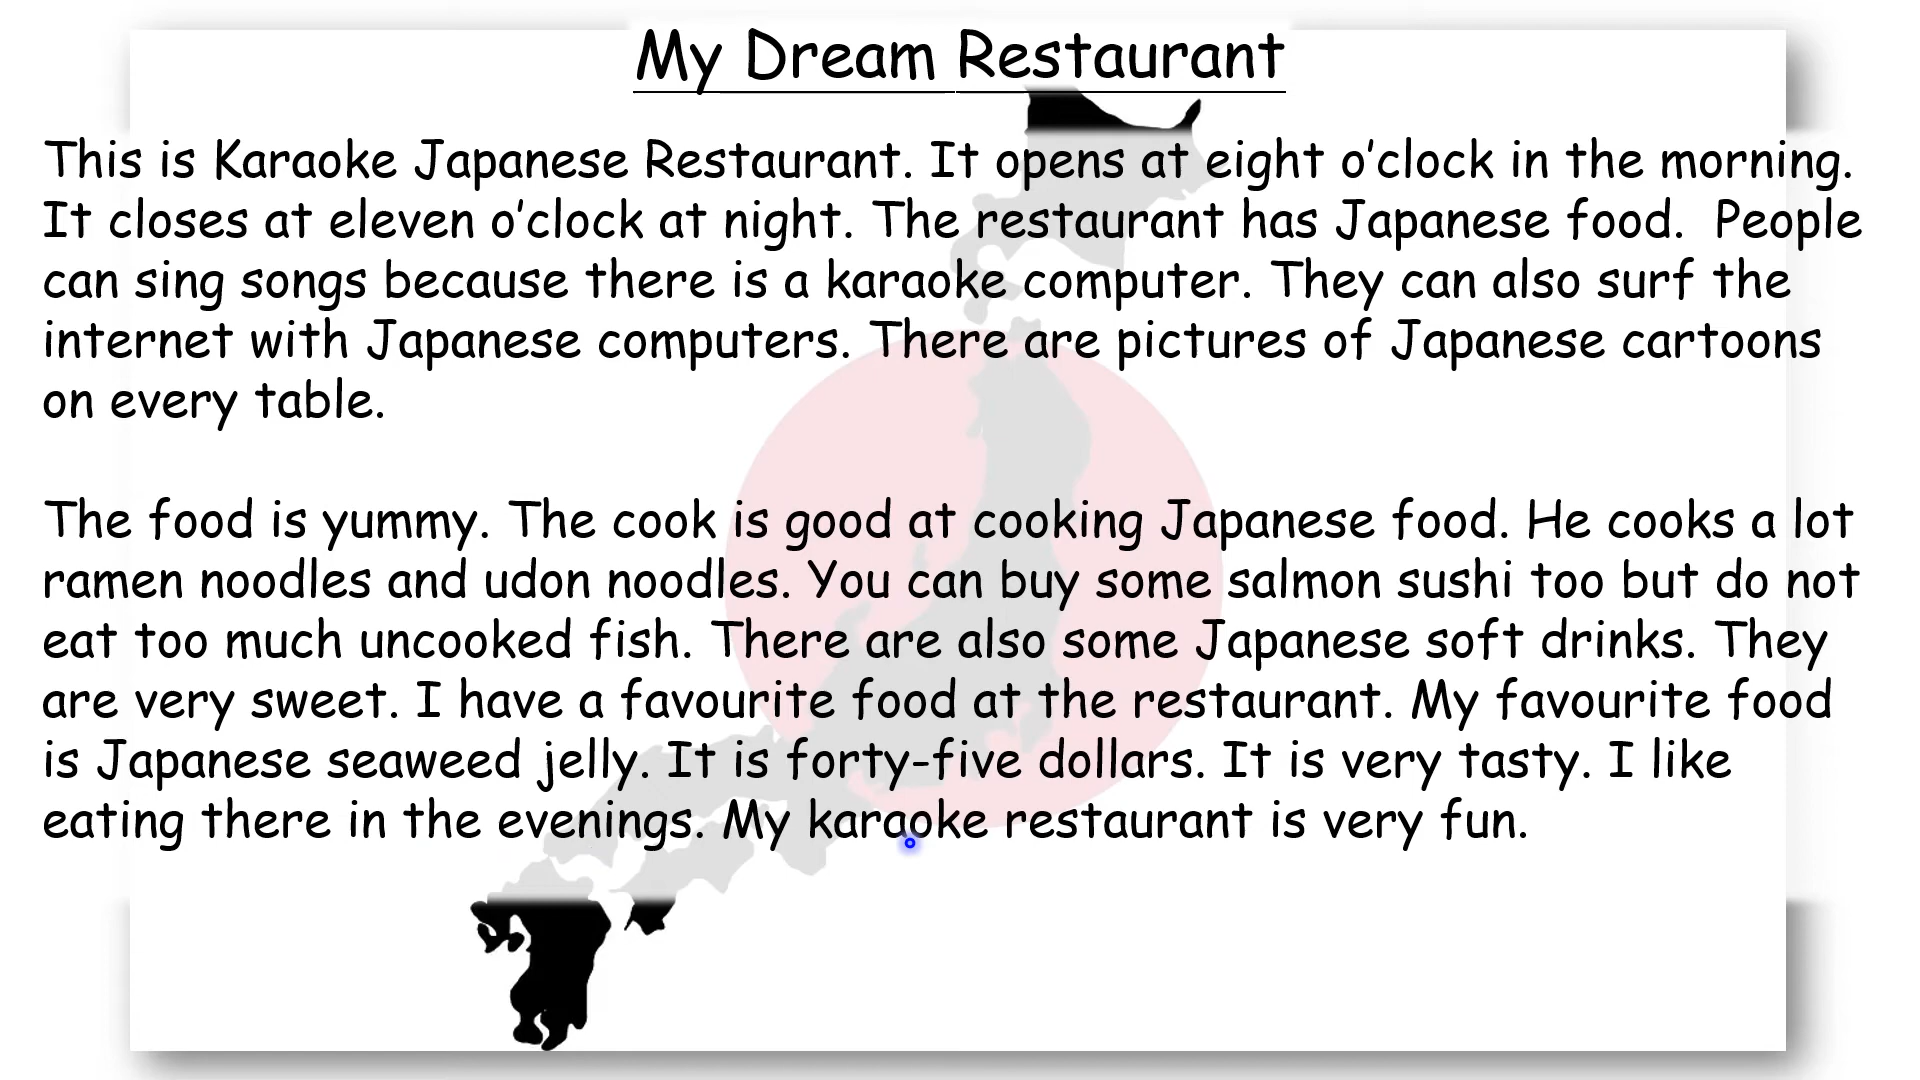 My Dream Restaurant
This is Karaoke Japanese Restaurant. It opens at eight o’clock in the morning.
It closes at eleven o’clock at night. The restaurant has Japanese food.  People
can sing songs because there is a karaoke computer. They can also surf the
internet with Japanese computers. There are pictures of Japanese cartoons
on every table.
The food is yummy. The cook is good at cooking Japanese food. He cooks a lot
ramen noodles and udon noodles. You can buy some salmon sushi too but do not
eat too much uncooked fish. There are also some Japanese soft drinks. They
are very sweet. I have a favourite food at the restaurant. My favourite food
is Japanese seaweed jelly. It is forty-five dollars. It is very tasty. I like
eating there in the evenings. My karaoke restaurant is very fun.